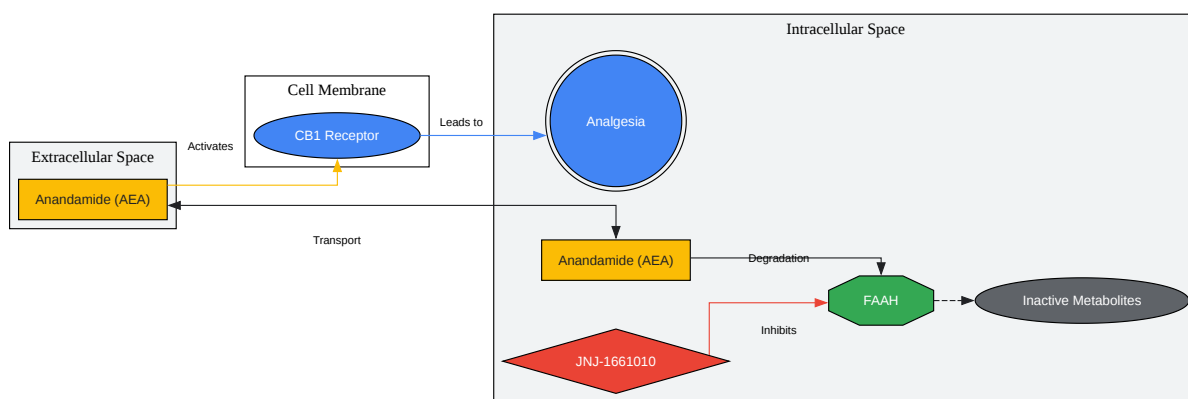 Intracellular Space
Cell Membrane
CB1 Receptor
Leads to
Analgesia
Activates
Extracellular Space
Anandamide (AEA)
Transport
Anandamide (AEA)
Degradation
FAAH
Inactive Metabolites
Inhibits
JNJ-1661010